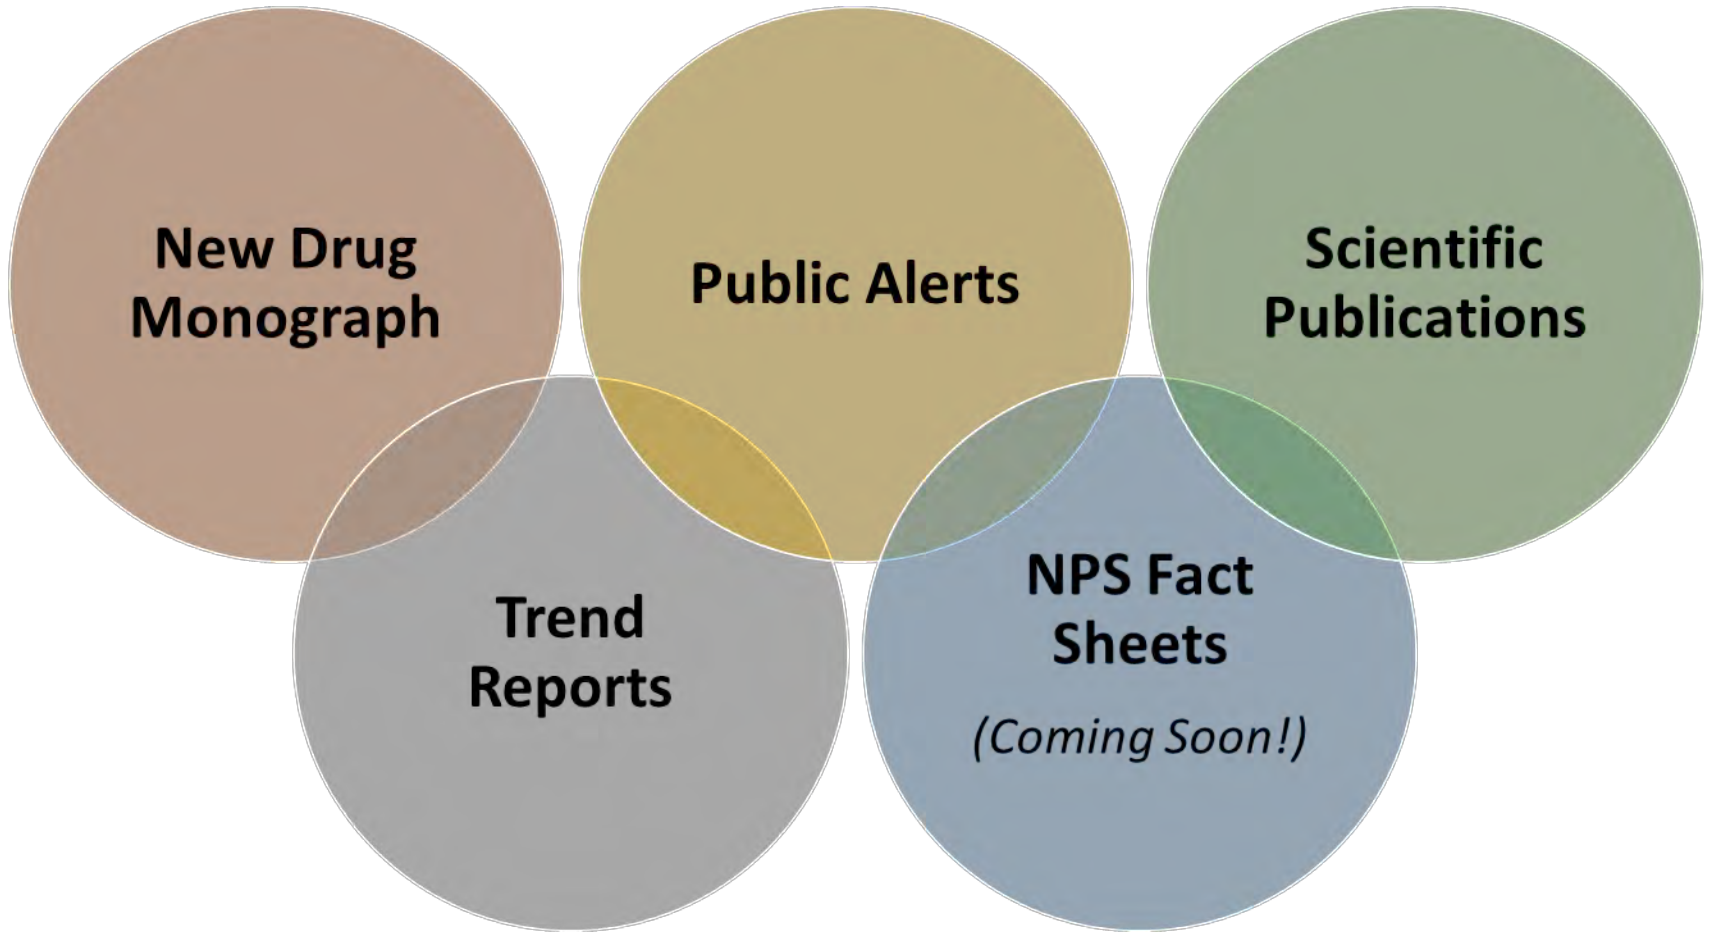 New Drug
Monograph
Public Alerts
Scientific
Publications
Trend
Reports
NPS Fact
Sheets
(Coming Soon!)